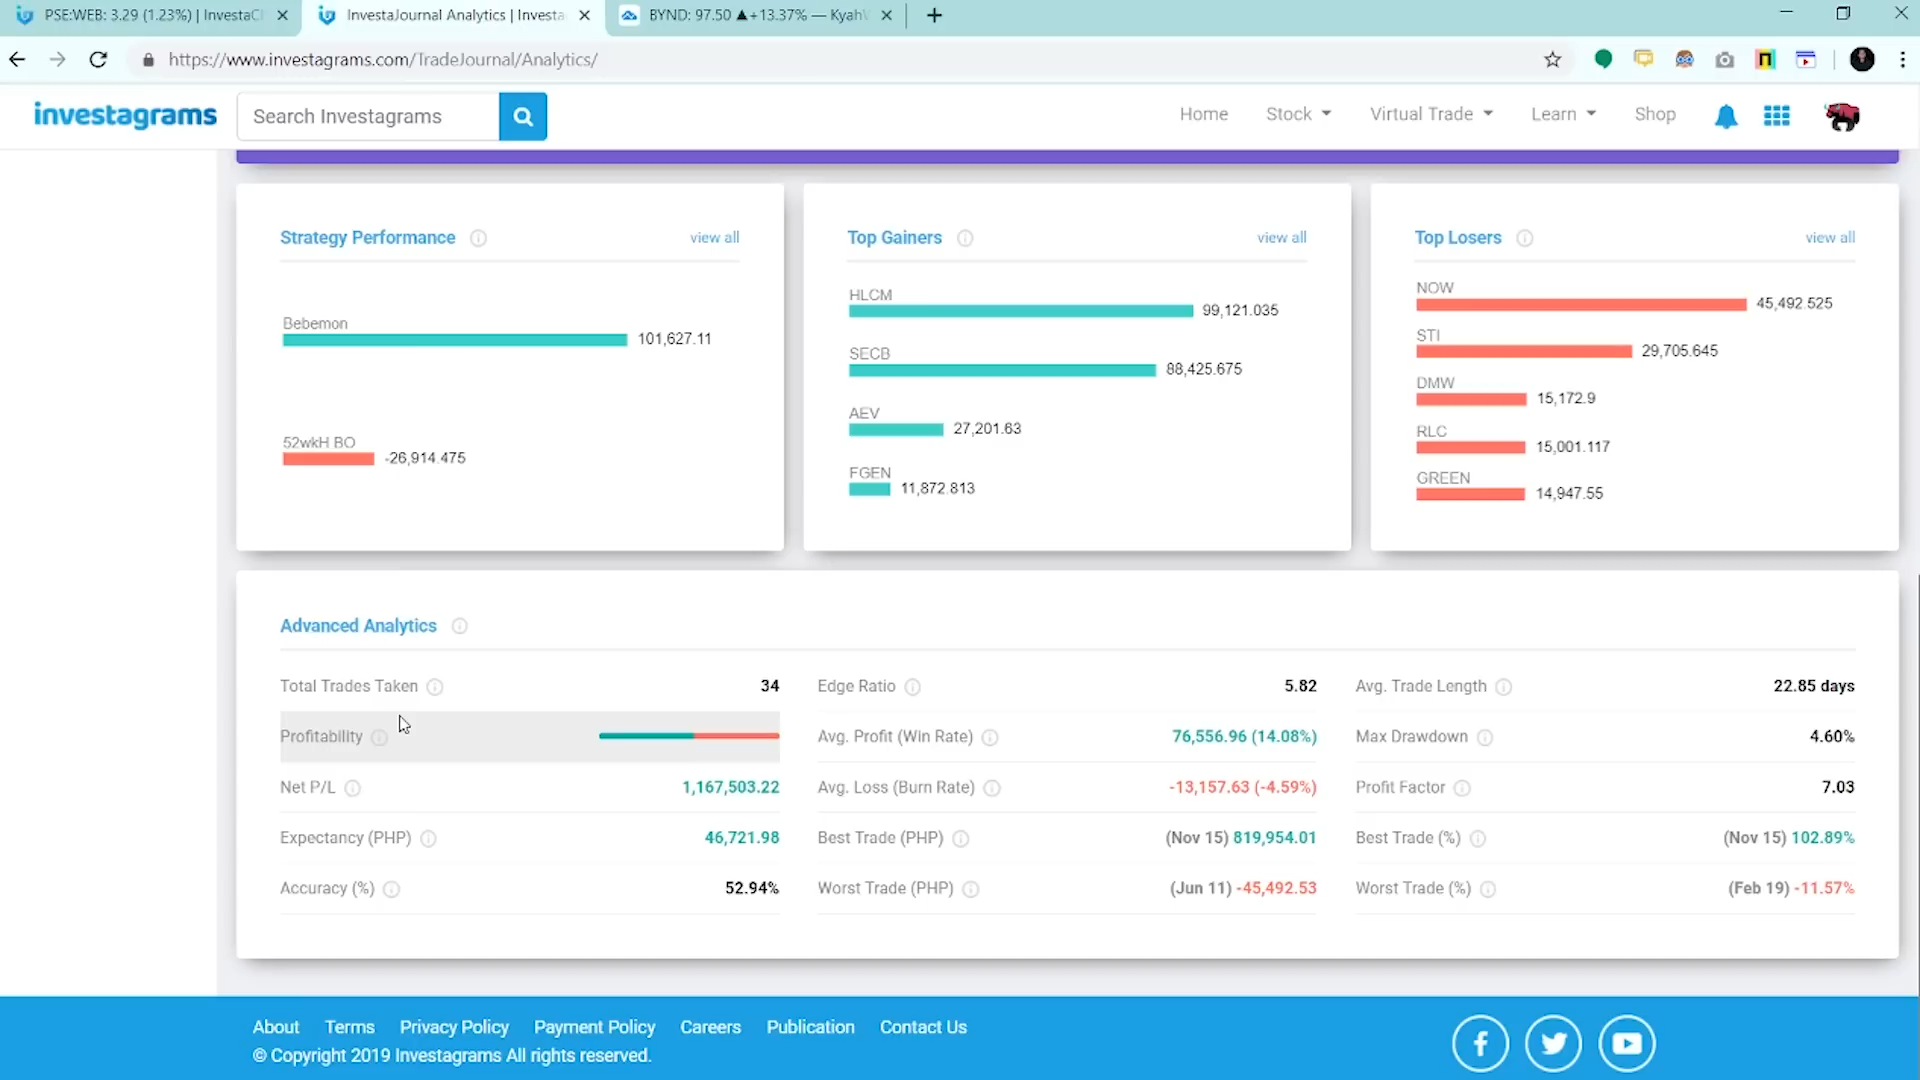 PSE:WEB: 3.29 (1.23%) | InvestaC
InvestaJournal Analytics | Investa
BYND: 97.50 ▲+13.37% — Kyah
https://www.investagrams.com/TradeJournal/Analytics/
investagrams
Search Investagrams
Home
Stock
Virtual Trade
Learn
Shop
Strategy Performance
view all
Bebemon
101,627.11
52wkH BO
-26,914.475
Top Gainers
view all
HLCM
99,121.035
SECB
88,425.675
AEV
27,201.63
FGEN
11,872.813
Top Losers
view all
NOW
45,492.525
STI
29,705.645
DMW
15,172.9
RLC
15,001.117
GREEN
14,947.55
Advanced Analytics
Total Trades Taken 34
Profitability
Net P/L 1,167,503.22
Expectancy (PHP) 46,721.98
Accuracy (%) 52.94%
Edge Ratio 5.82
Avg. Profit (Win Rate) 76,556.96 (14.08%)
Avg. Loss (Burn Rate) -13,157.63 (-4.59%)
Best Trade (PHP) (Nov 15) 819,954.01
Worst Trade (PHP) (Jun 11) -45,492.53
Avg. Trade Length 22.85 days
Max Drawdown 4.60%
Profit Factor 7.03
Best Trade (%) (Nov 15) 102.89%
Worst Trade (%) (Feb 19) -11.57%
About Terms Privacy Policy Payment Policy Careers Publication Contact Us
© Copyright 2019 Investagrams All rights reserved.